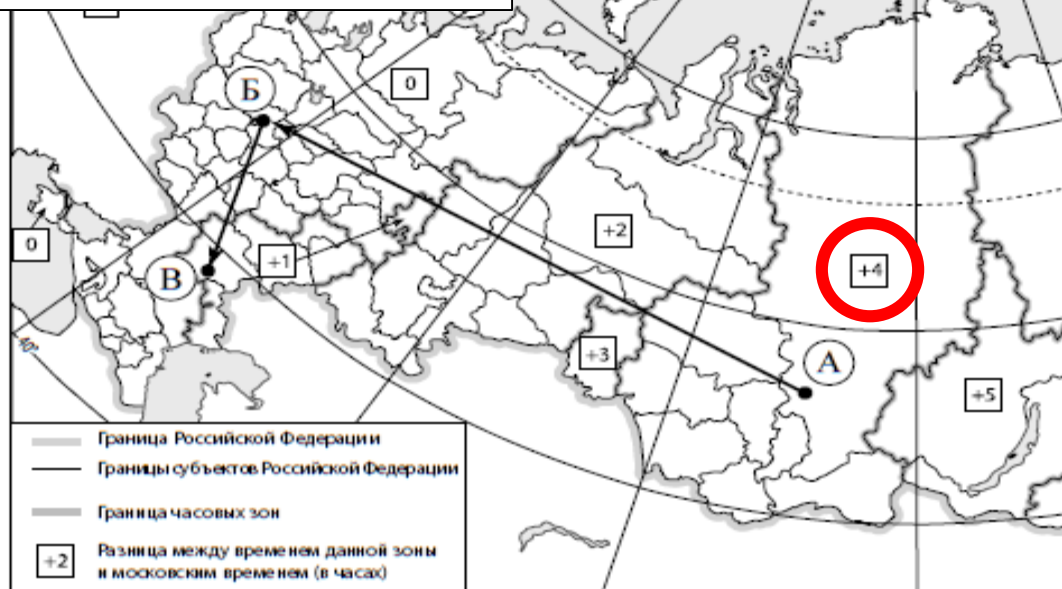 Б
0
+2
+4
0
В
+1
+3
А
+5
40°
Граница Российской Федерации
Границы субъектов Российской Федерации
Граница часовых зон
+2
Разница между временем данной зоны
и московским временем (в часах)